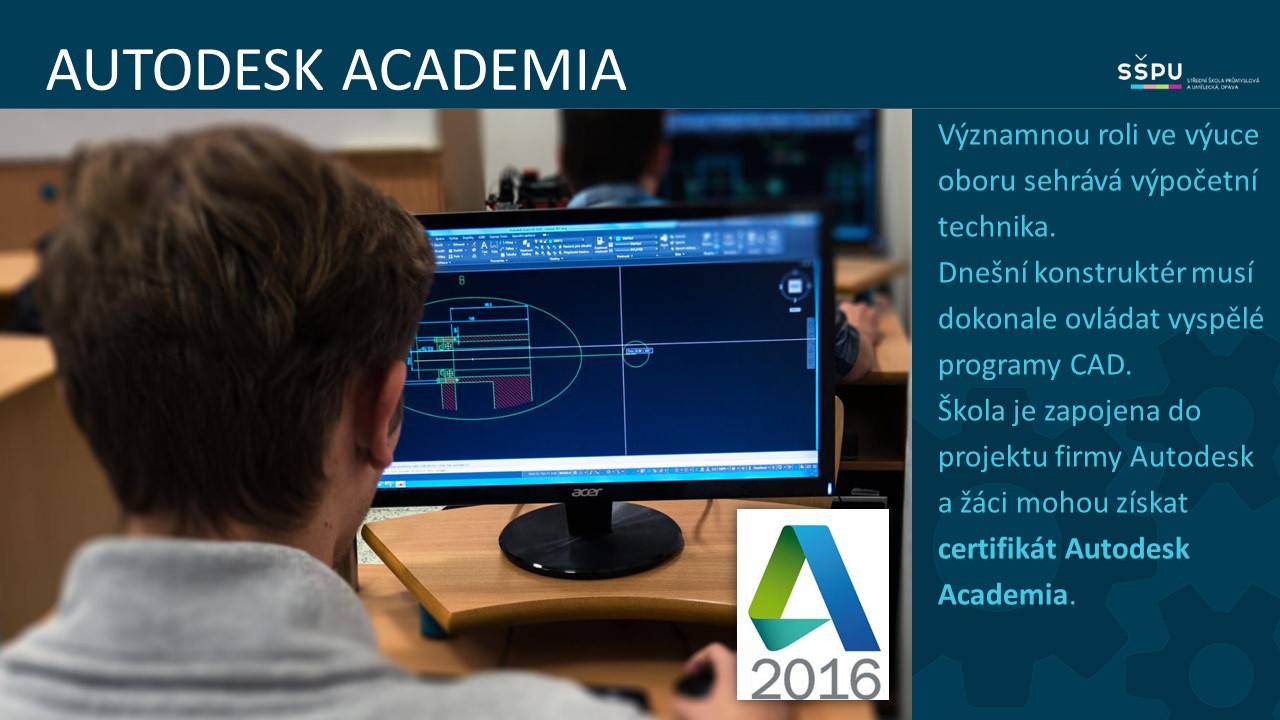 AUTODESK ACADEMIA
SŠPU
STŘEDNÍ ŠKOLA PRŮMYSLOVÁ
A UMĚLECKÁ, OPAVA
Významnou roli ve výuce
oboru sehrává výpočetní
technika.
Dnešní konstruktér musí
dokonale ovládat vyspělé
programy CAD.
Škola je zapojena do
projektu firmy Autodesk
a žáci mohou získat
certifikát Autodesk
Academia.
B
acer
2016